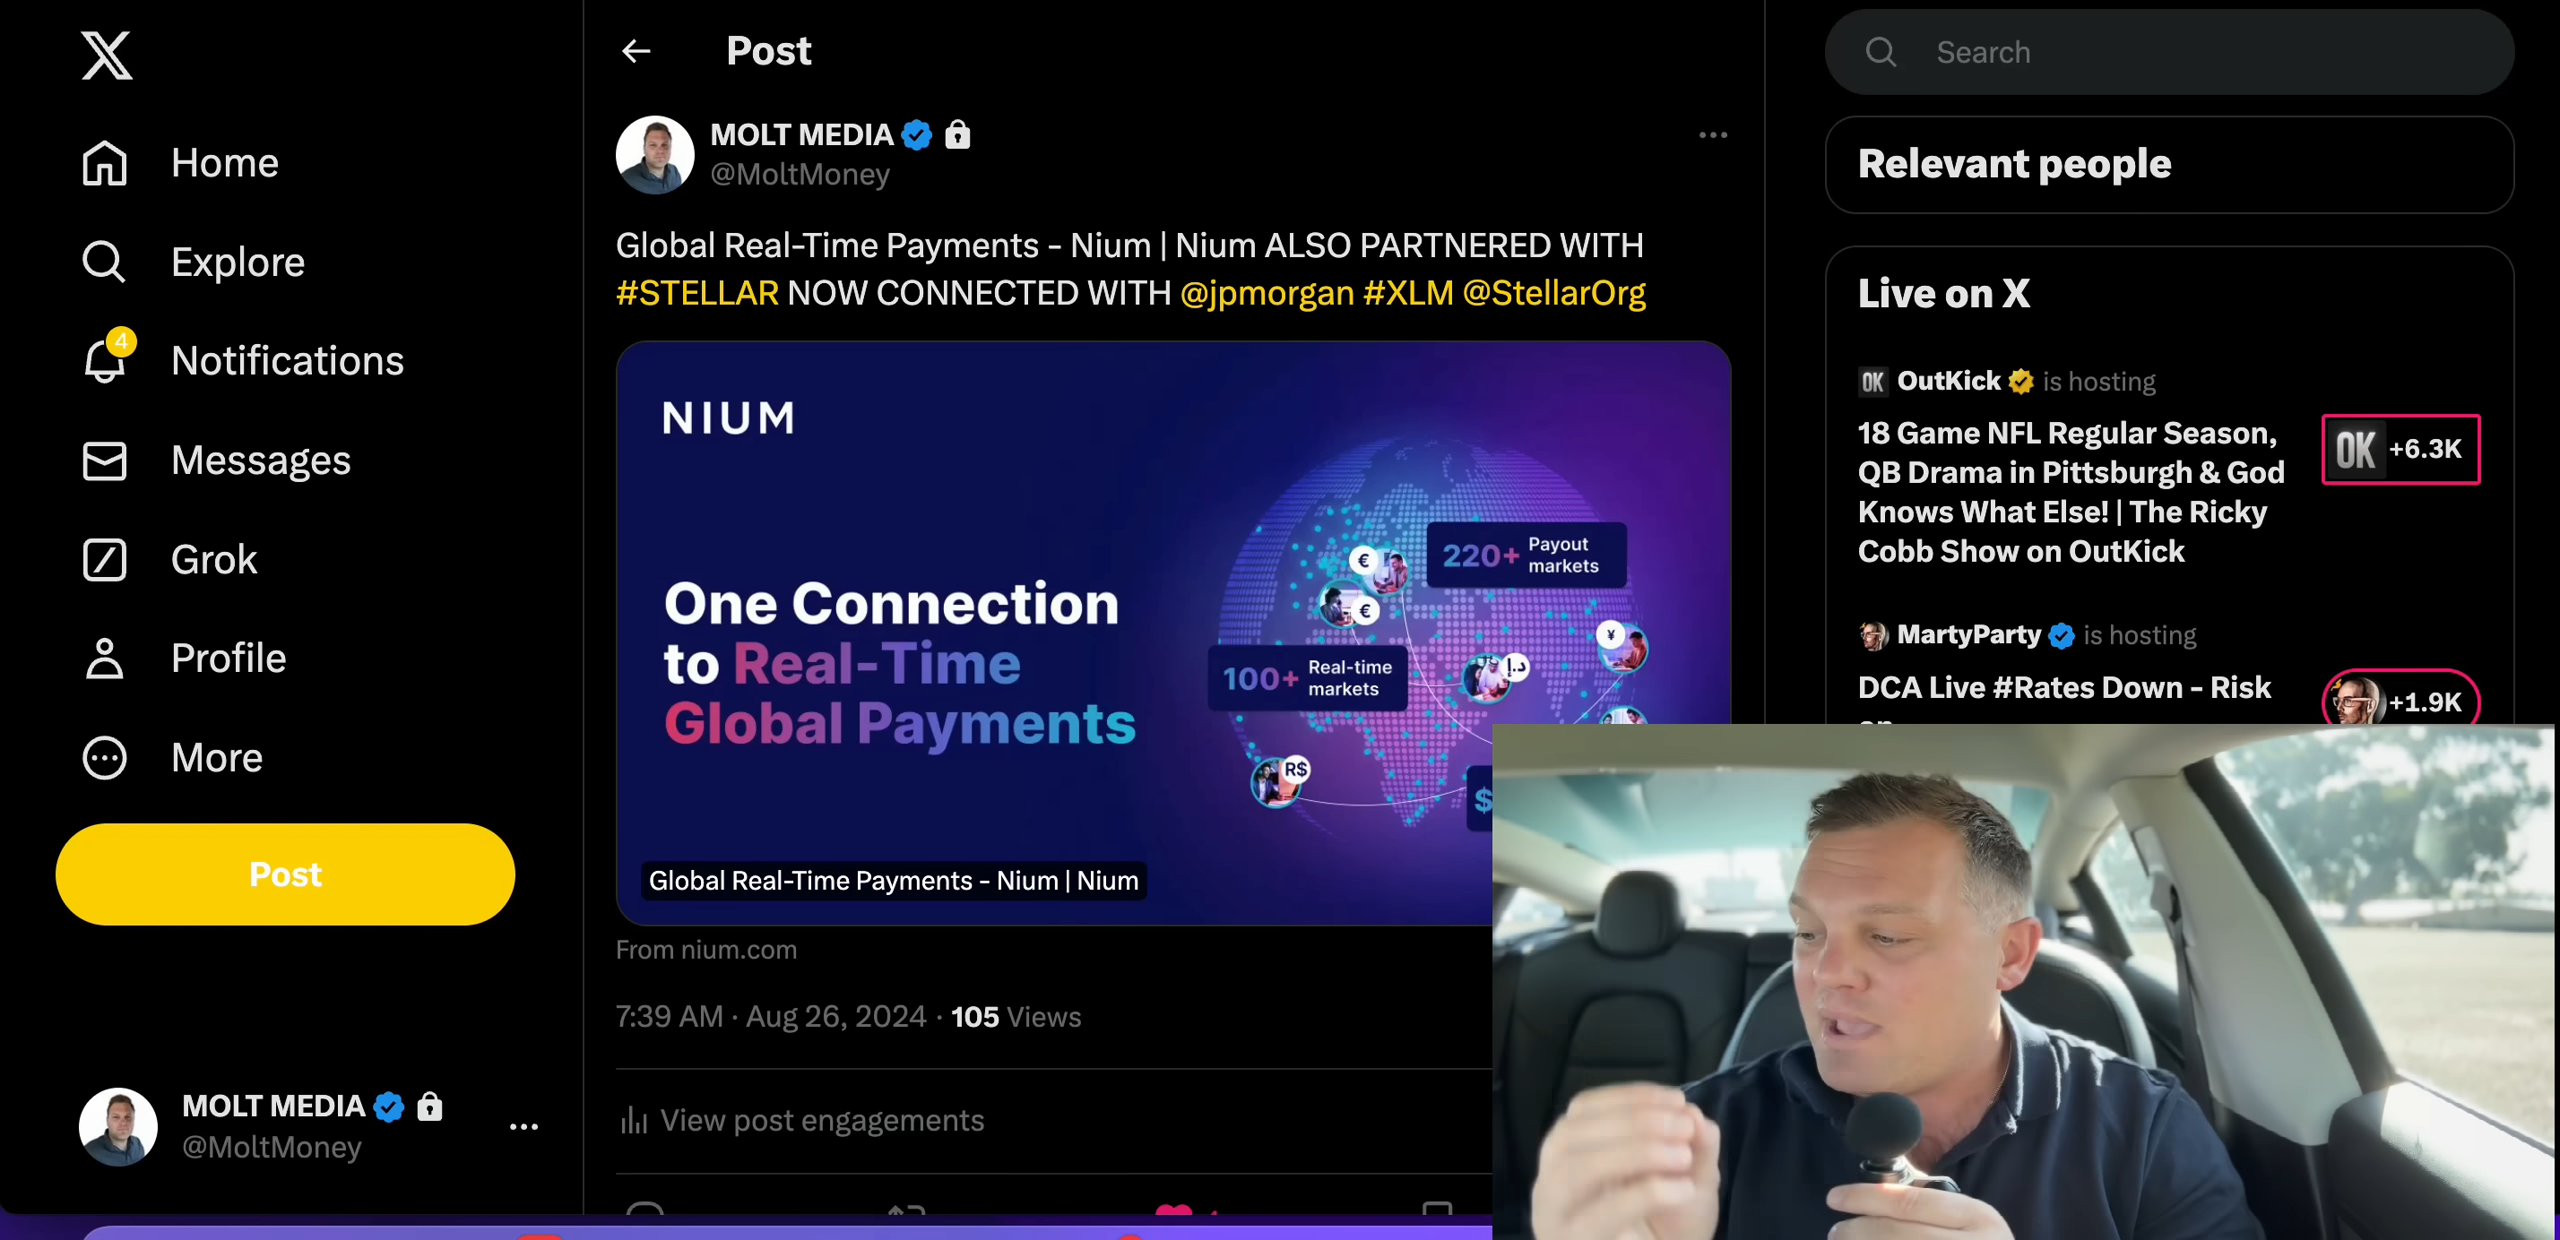 Home
Explore
4
Notifications
Messages
Grok
Profile
More
Post
MOLT MEDIA
@MoltMoney
Post
MOLT MEDIA
@MoltMoney
Global Real-Time Payments - Nium | Nium ALSO PARTNERED WITH
#STELLAR NOW CONNECTED WITH @jpmorgan #XLM @StellarOrg
NIUM
One Connection
to Real-Time
Global Payments
220+ Payout
markets
€
€
¥
100+ Real-time
markets
د.إ
R$
$
Global Real-Time Payments - Nium | Nium
From nium.com
7:39 AM · Aug 26, 2024 · 105 Views
View post engagements
Search
Relevant people
Live on X
OK OutKick is hosting
18 Game NFL Regular Season,
QB Drama in Pittsburgh & God
Knows What Else! | The Ricky
Cobb Show on OutKick
OK +6.3K
MartyParty is hosting
DCA Live #Rates Down - Risk
+1.9K